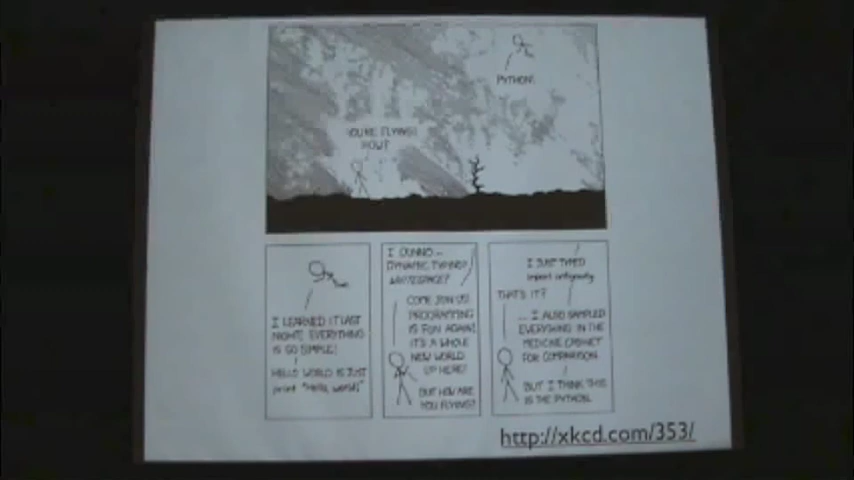 YOU'RE FLYING!
HOW?
PYTHON!
I LEARNED IT LAST
NIGHT! EVERYTHING
IS SO SIMPLE!
HELLO WORLD IS JUST
print "Hello, world!"
I DUNNO...
DYNAMIC TYPING?
WHITESPACE?
COME JOIN US!
PROGRAMMING
IS FUN AGAIN!
IT'S A WHOLE
NEW WORLD
UP HERE!
BUT HOW ARE
YOU FLYING?
I JUST TYPED
import antigravity
THAT'S IT?
... I ALSO SAMPLED
EVERYTHING IN THE
MEDICINE CABINET
FOR COMPARISON.
BUT I THINK THIS
IS THE PYTHON.
http://xkcd.com/353/